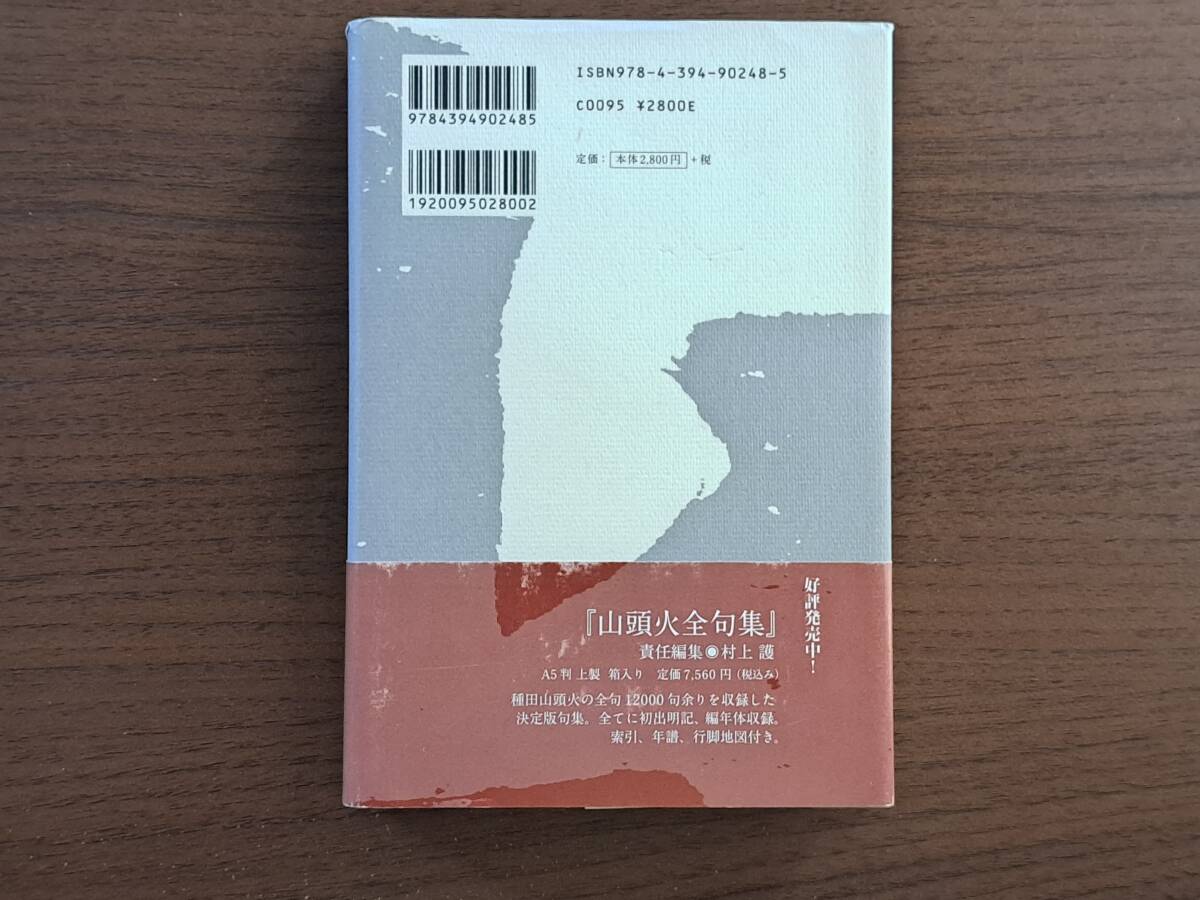 9784394902485
1920095028002
ISBN978-4-394-90248-5
C0095 ¥2800E
定価： 本体2,800円 +税
好評発売中！
『山頭火全句集』
責任編集◉村上 護
A5判 上製 箱入り 定価7,560円（税込み）
種田山頭火の全句12000句余りを収録した
決定版句集。全てに初出明記、編年体収録。
索引、年譜、行脚地図付き。